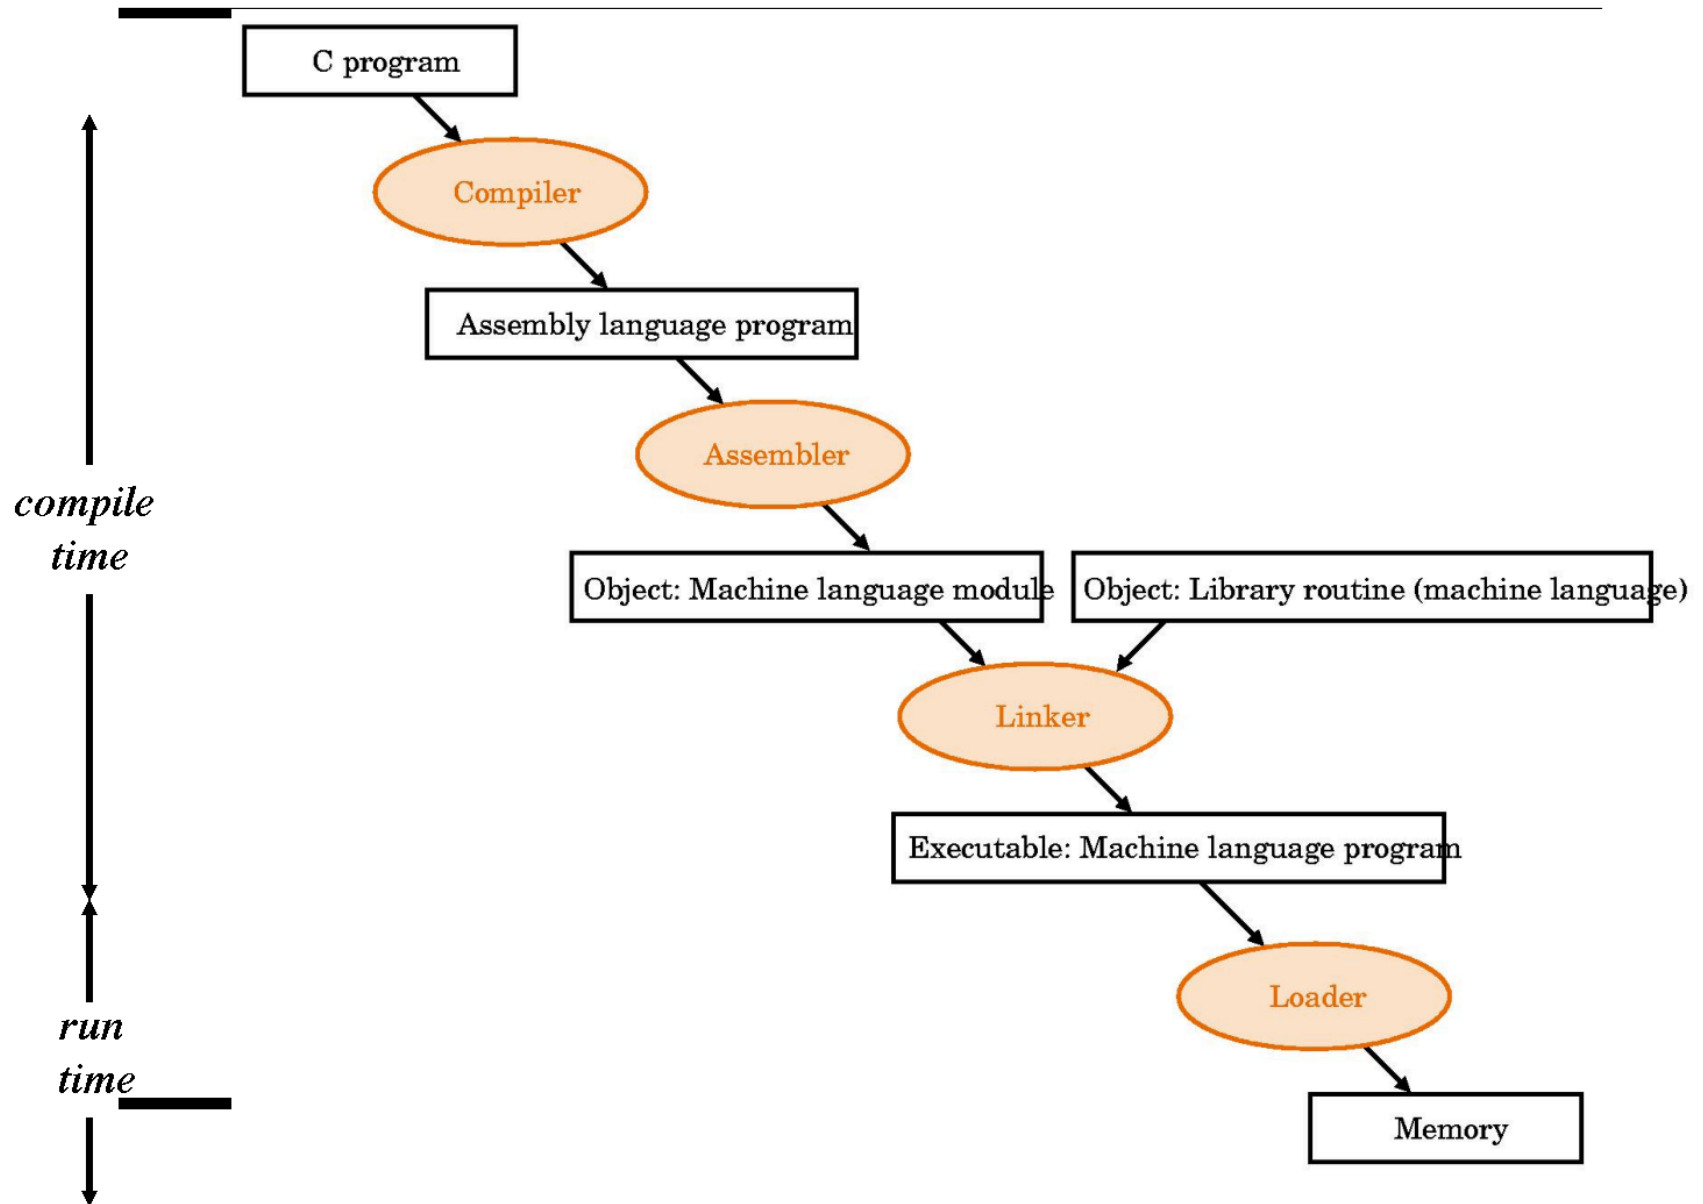 C program
Compiler
Assembly language program
Assembler
compile
time
Object: Machine language module
Object: Library routine (machine language)
Linker
Executable: Machine language program
Loader
run
time
Memory